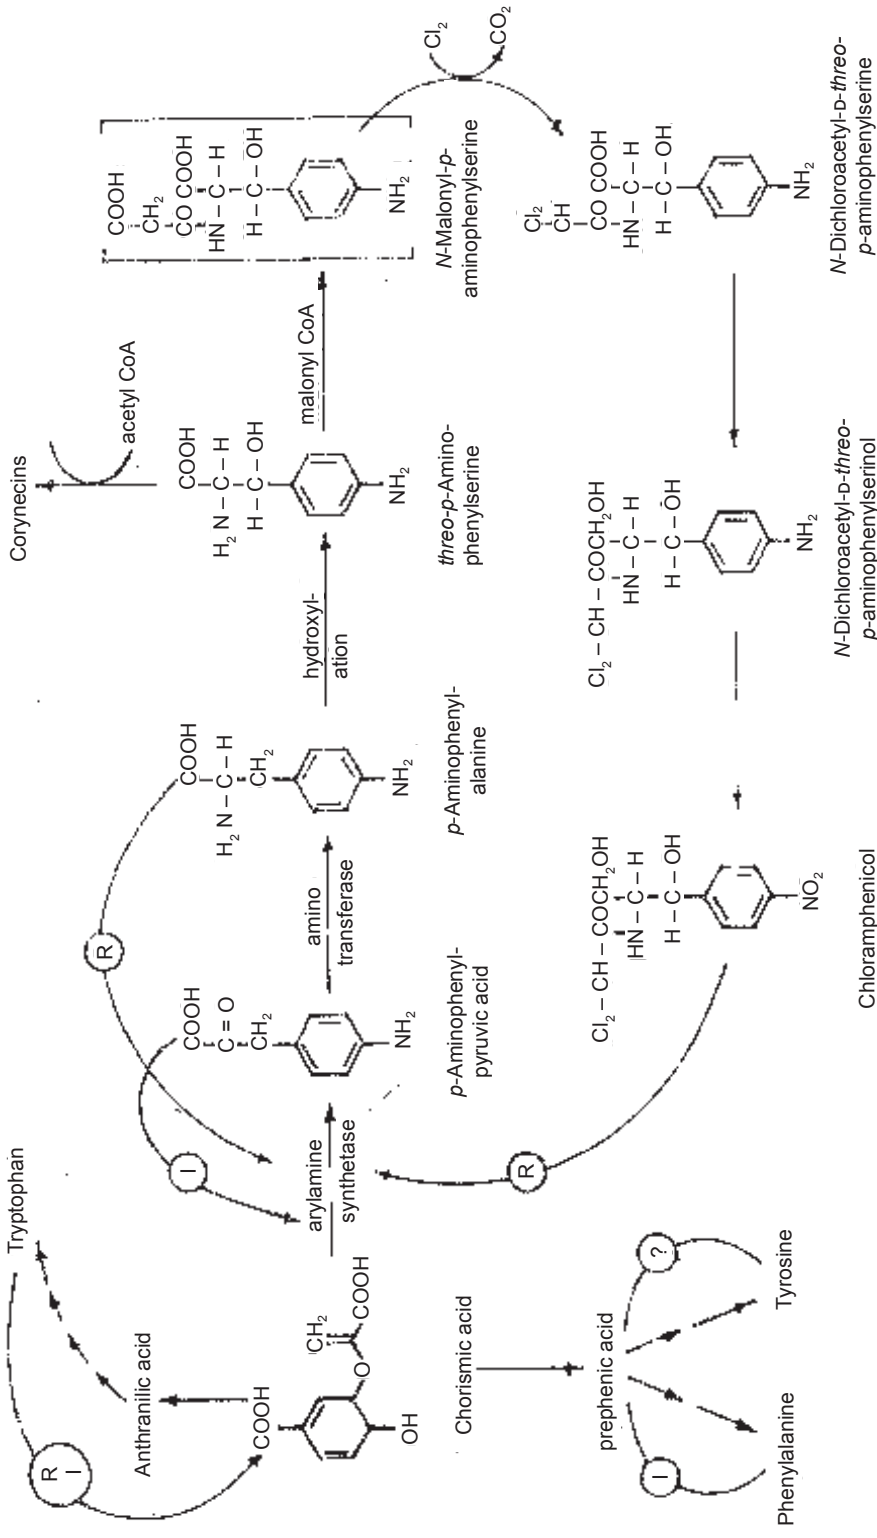 Tryptophan
R
I
Anthranilic acid
COOH
CH2
O
COOH
OH
Chorismic acid
prephenic acid
I
?
Phenylalanine
Tyrosine
arylamine
synthetase
I
R
R
COOH
C = O
CH2
NH2
p-Aminophenyl-
pyruvic acid
amino
transferase
COOH
H2 N – C – H
CH2
NH2
p-Aminophenyl-
alanine
hydroxyl-
ation
Corynecins
acetyl CoA
COOH
H2 N – C – H
H – C – OH
NH2
threo-p-Amino-
phenylserine
malonyl CoA
COOH
CH2
CO COOH
HN – C – H
H – C – OH
NH2
N-Malonyl-p-
aminophenylserine
Cl2
CO2
Cl2
CH
CO COOH
HN – C – H
H – C – OH
NH2
N-Dichloroacetyl-D-threo-
p-aminophenylserine
Cl2 – CH – COCH2OH
HN – C – H
H – C – OH
NH2
N-Dichloroacetyl-D-threo-
p-aminophenylserinol
Cl2 – CH – COCH2OH
HN – C – H
H – C – OH
NO2
Chloramphenicol